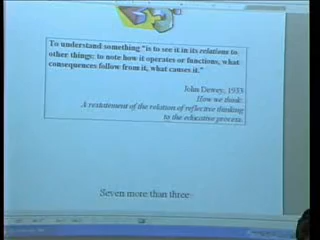 To understand something "is to see it in its relations to
other things: to note how it operates or functions, what
consequences follow from it, what causes it."
John Dewey, 1933
How we think:
A restatement of the relation of reflective thinking
to the educative process.
Seven more than three